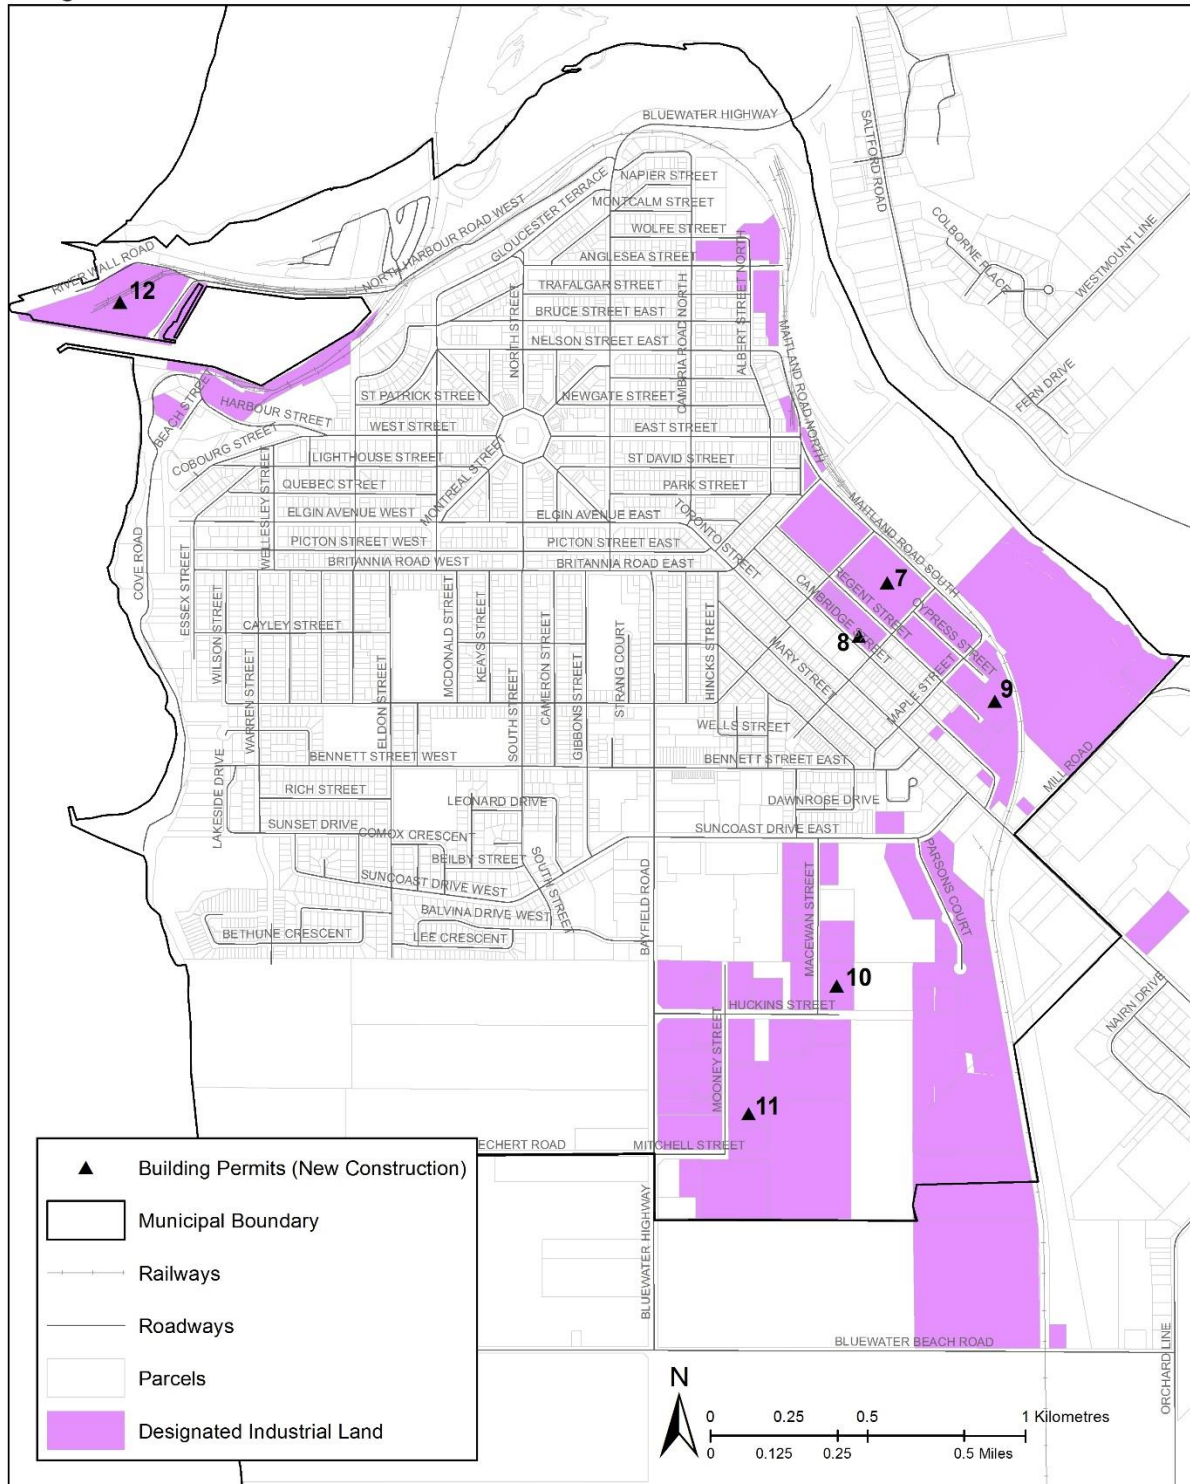 BLUEWATER HIGHWAY
SALTFORD ROAD
NAPIER STREET
MONTCALM STREET
GLOUCESTER TERRACE
WOLFE STREET
COLBORNE PLACE
WESTMOUNT LINE
RIVER WALL ROAD
NORTH HARBOUR ROAD WEST
ANGLESEA STREET
ALBERT STREET NORTH
TRAFALGAR STREET
12
BRUCE STREET EAST
NORTH STREET
CAMBRIA ROAD NORTH
NELSON STREET EAST
MAITLAND ROAD NORTH
FERN DRIVE
BEACH STREET
HARBOUR STREET
ST PATRICK STREET
NEWGATE STREET
WEST STREET
EAST STREET
COBOURG STREET
LIGHTHOUSE STREET
MONTREAL STREET
ST DAVID STREET
WELLESLEY STREET
QUEBEC STREET
PARK STREET
ELGIN AVENUE WEST
ELGIN AVENUE EAST
TORONTO STREET
MAITLAND ROAD SOUTH
COVE ROAD
PICTON STREET WEST
PICTON STREET EAST
BRITANNIA ROAD WEST
BRITANNIA ROAD EAST
ESSEX STREET
7
REGENT STREET
CAMBRIDGE STREET
CYPRESS STREET
WILSON STREET
CAYLEY STREET
MCDONALD STREET
KEAYS STREET
CAMERON STREET
STRANG COURT
HINCKS STREET
8
MARY STREET
MAPLE STREET
9
WARREN STREET
ELDON STREET
SOUTH STREET
GIBBONS STREET
WELLS STREET
BENNETT STREET WEST
BENNETT STREET EAST
MILL ROAD
LAKESIDE DRIVE
RICH STREET
LEONARD DRIVE
DAWNROSE DRIVE
SUNSET DRIVE
COMOX CRESCENT
SUNCOAST DRIVE EAST
BEILBY STREET
SOUTH STREET
SUNCOAST DRIVE WEST
PARSONS COURT
BALVINA DRIVE WEST
BAYFIELD ROAD
MACEWAN STREET
BETHUNE CRESCENT
LEE CRESCENT
10
HUCKINS STREET
NAIRN DRIVE
MOONEY STREET
11
ECHERT ROAD
MITCHELL STREET
BLUEWATER HIGHWAY
BLUEWATER BEACH ROAD
ORCHARD LINE
Building Permits (New Construction)
Municipal Boundary
Railways
Roadways
Parcels
Designated Industrial Land
N
0 0.25 0.5 1 Kilometres
0 0.125 0.25 0.5 Miles